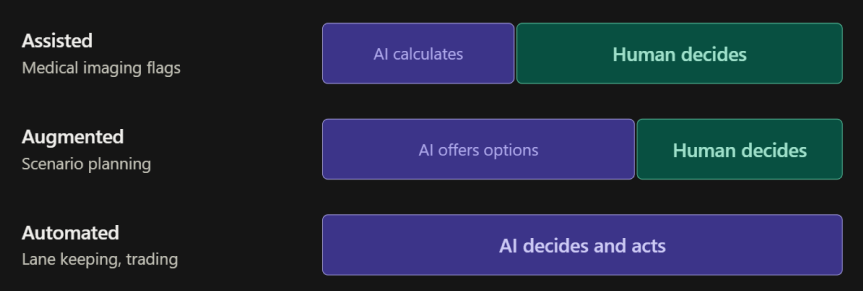 Assisted
Medical imaging flags
AI calculates
Human decides
Augmented
Scenario planning
AI offers options
Human decides
Automated
Lane keeping, trading
AI decides and acts